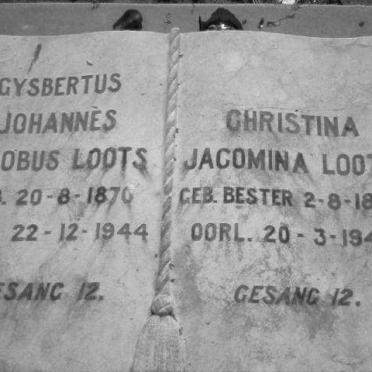 GYSBERTUS
JOHANNES
OBUS LOOTS
20-8-1870
22-12-1944
GESANG 12.
CHRISTINA
JACOMINA LOOT
GEB. BESTER 2-8-18
OORL. 20-3-194
GESANG 12.